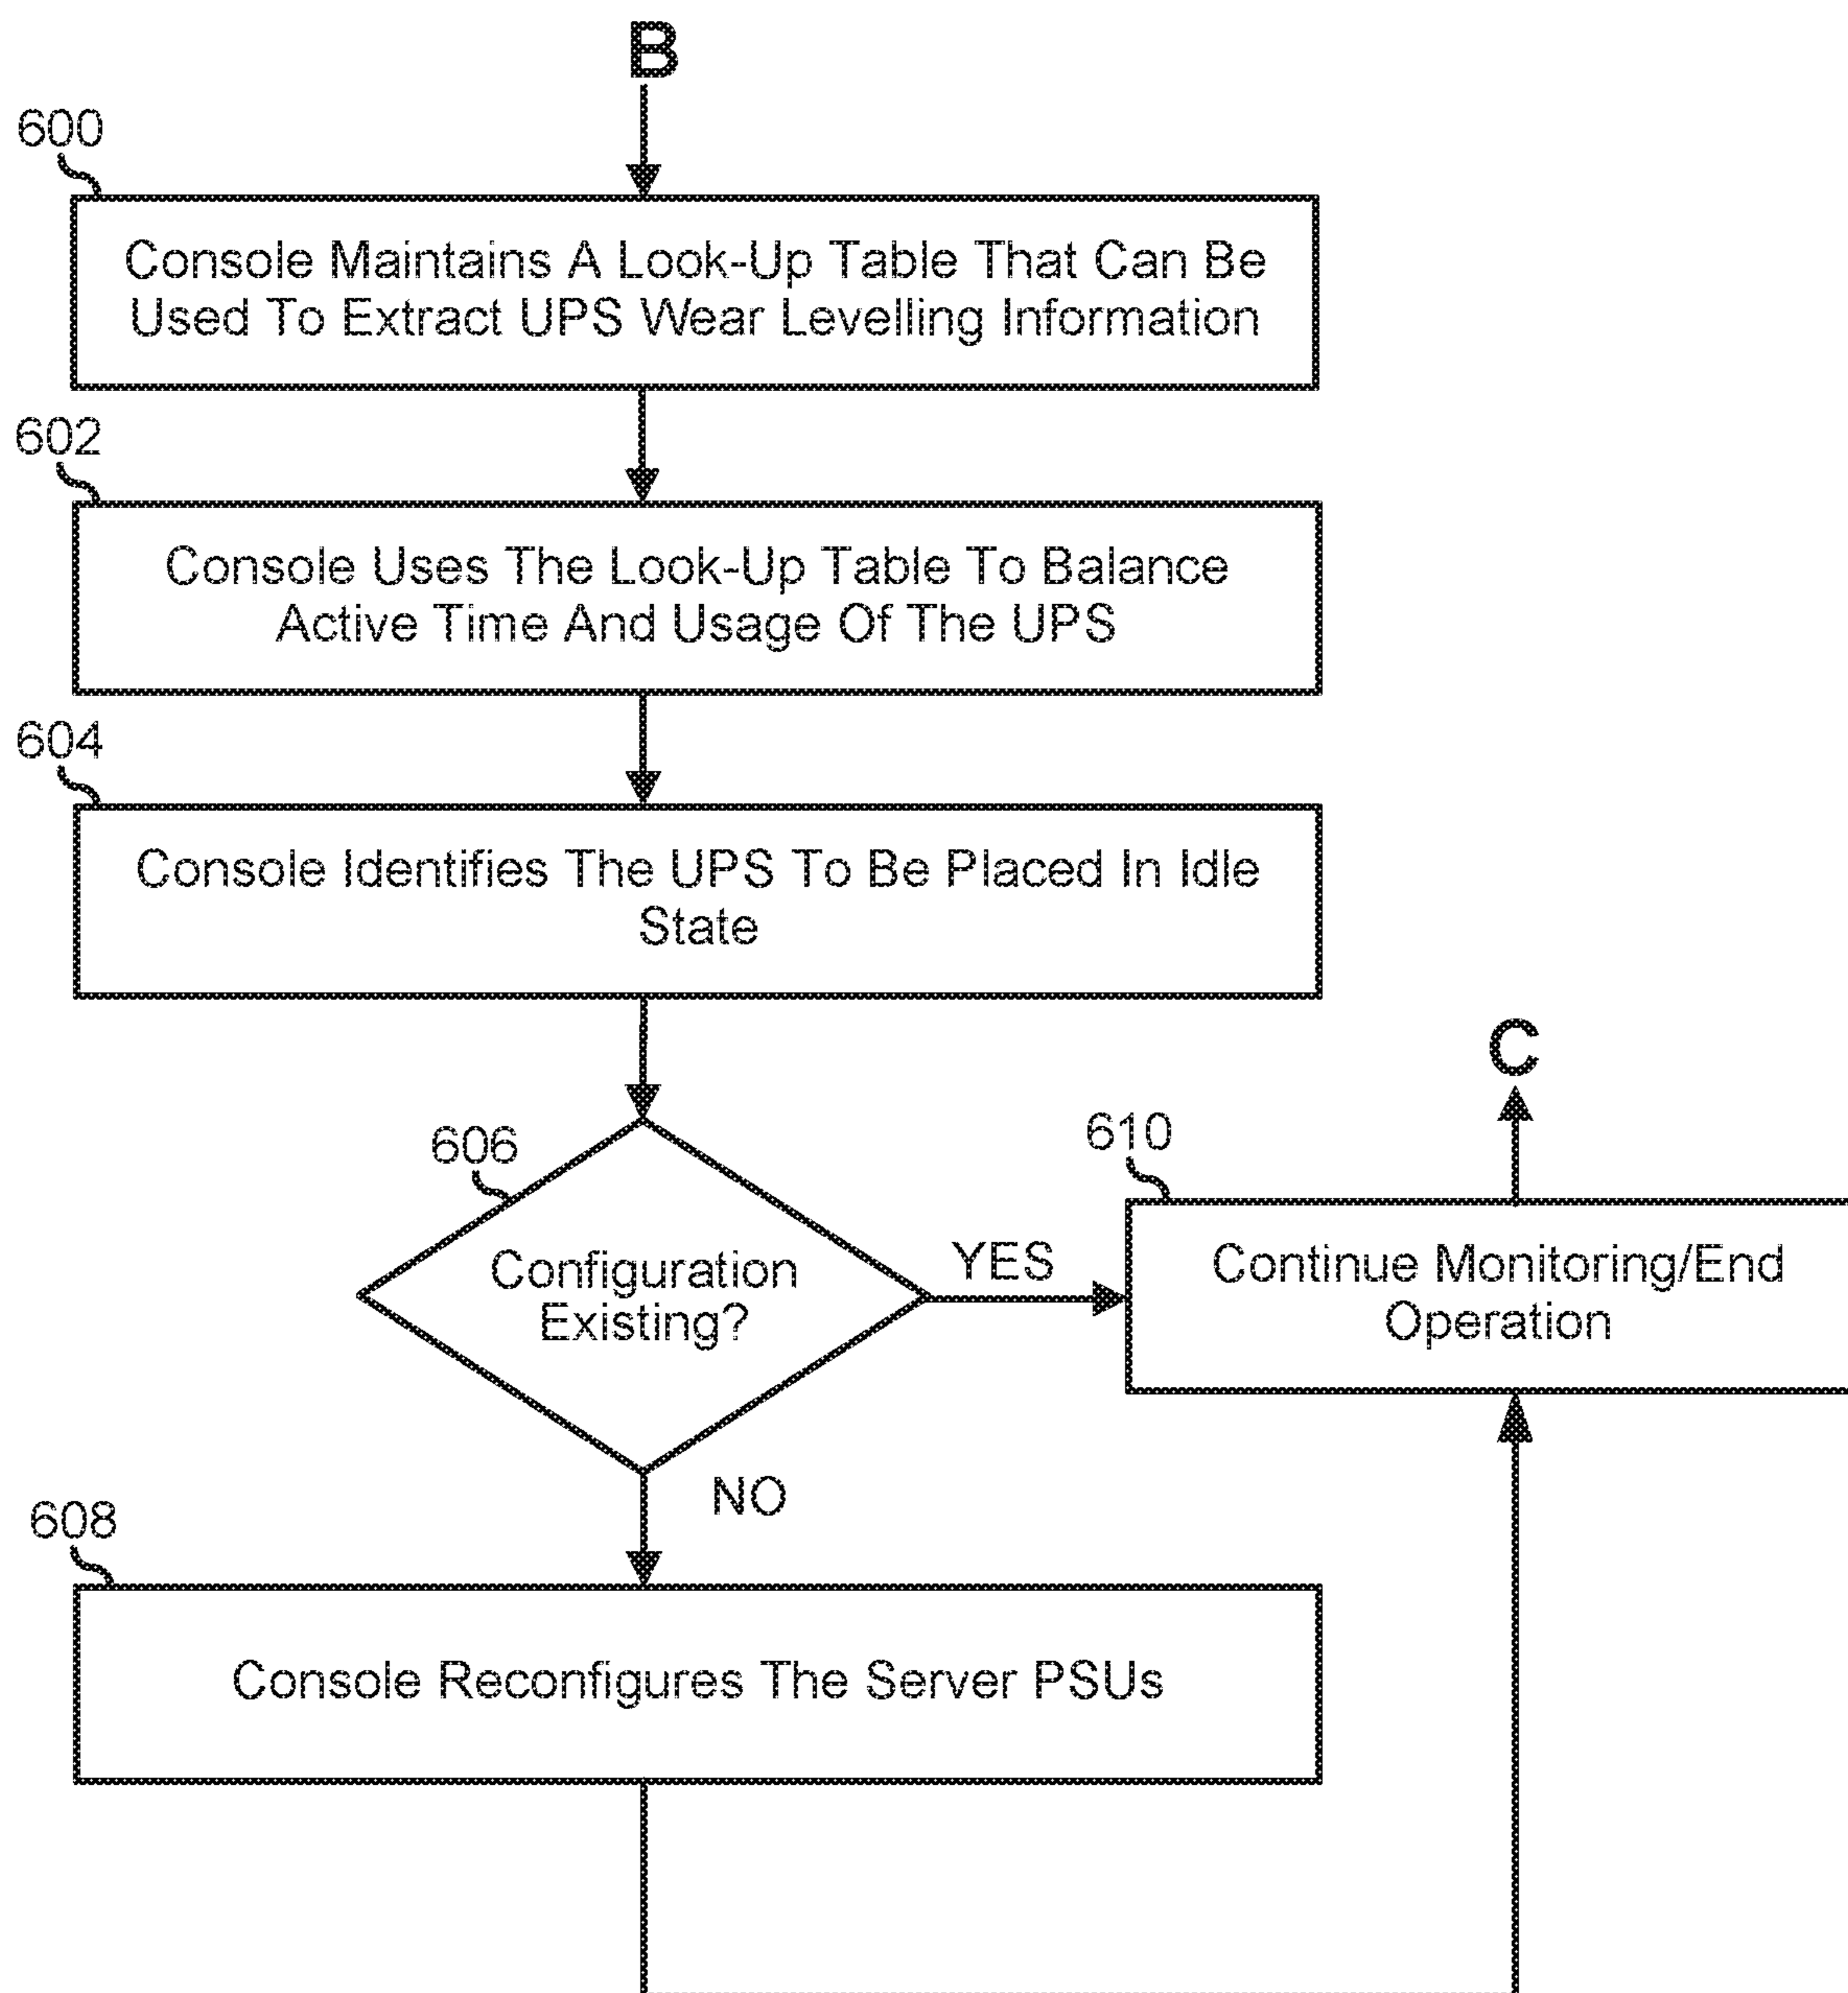 B
600
Console Maintains A Look-Up Table That Can Be
Used To Extract UPS Wear Levelling Information
602
Console Uses The Look-Up Table To Balance
Active Time And Usage Of The UPS
604
Console Identifies The UPS To Be Placed In Idle
State
C
606
610
Configuration
Existing?
YES
Continue Monitoring/End
Operation
NO
608
Console Reconfigures The Server PSUs